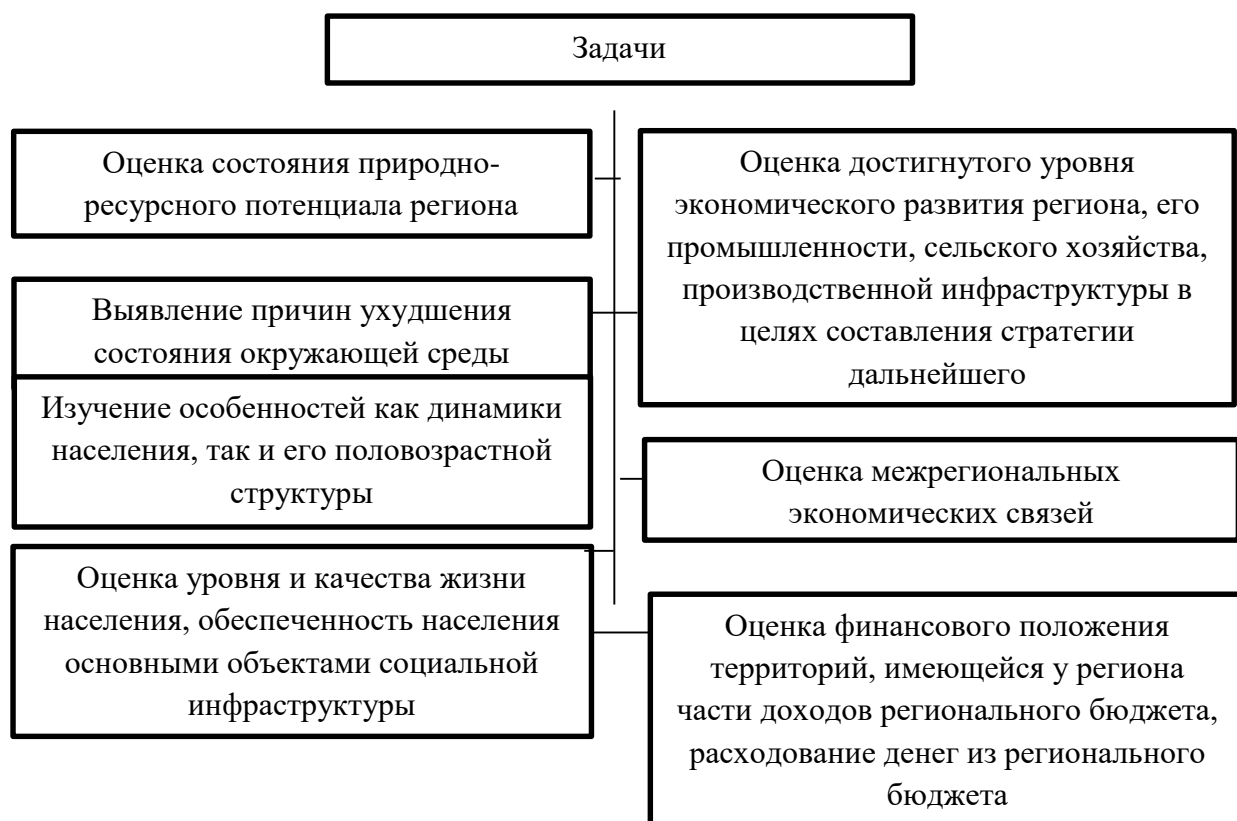 Задачи
Оценка состояния природно-
ресурсного потенциала региона
Выявление причин ухудшения
состояния окружающей среды
Изучение особенностей как динамики
населения, так и его половозрастной
структуры
Оценка уровня и качества жизни
населения, обеспеченность населения
основными объектами социальной
инфраструктуры
Оценка достигнутого уровня
экономического развития региона, его
промышленности, сельского хозяйства,
производственной инфраструктуры в
целях составления стратегии
дальнейшего
Оценка межрегиональных
экономических связей
Оценка финансового положения
территорий, имеющейся у региона
части доходов регионального бюджета,
расходование денег из регионального
бюджета